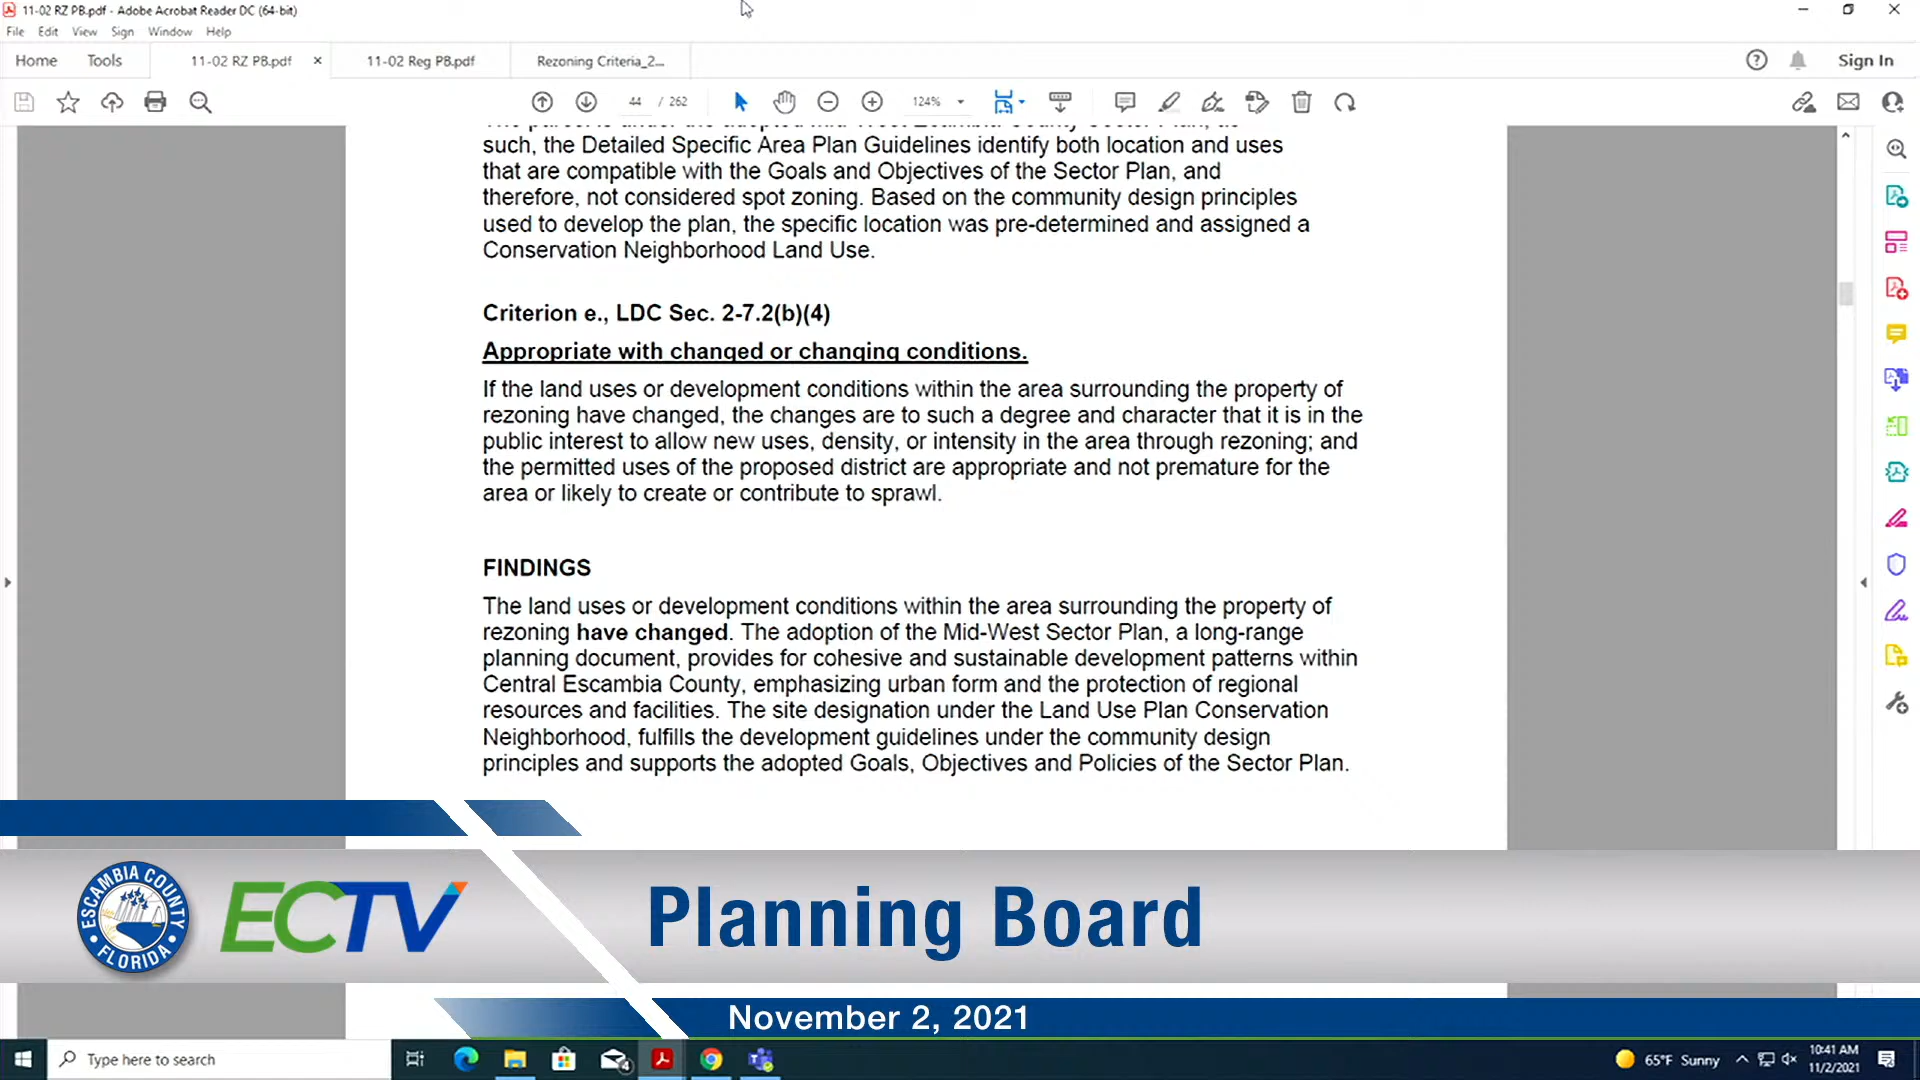 11-02 RZ PB.pdf - Adobe Acrobat Reader DC (64-bit)
File Edit View Sign Window Help
Home Tools 11-02 RZ PB.pdf × 11-02 Reg PB.pdf Rezoning Criteria_2... Sign In
44 / 262 124%
such, the Detailed Specific Area Plan Guidelines identify both location and uses
that are compatible with the Goals and Objectives of the Sector Plan, and
therefore, not considered spot zoning. Based on the community design principles
used to develop the plan, the specific location was pre-determined and assigned a
Conservation Neighborhood Land Use.
Criterion e., LDC Sec. 2-7.2(b)(4)
Appropriate with changed or changing conditions.
If the land uses or development conditions within the area surrounding the property of
rezoning have changed, the changes are to such a degree and character that it is in the
public interest to allow new uses, density, or intensity in the area through rezoning; and
the permitted uses of the proposed district are appropriate and not premature for the
area or likely to create or contribute to sprawl.
FINDINGS
The land uses or development conditions within the area surrounding the property of
rezoning have changed. The adoption of the Mid-West Sector Plan, a long-range
planning document, provides for cohesive and sustainable development patterns within
Central Escambia County, emphasizing urban form and the protection of regional
resources and facilities. The site designation under the Land Use Plan Conservation
Neighborhood, fulfills the development guidelines under the community design
principles and supports the adopted Goals, Objectives and Policies of the Sector Plan.
ESCAMBIA COUNTY
FLORIDA
ECTV
Planning Board
November 2, 2021
Type here to search
4
65°F Sunny
10:41 AM
11/2/2021